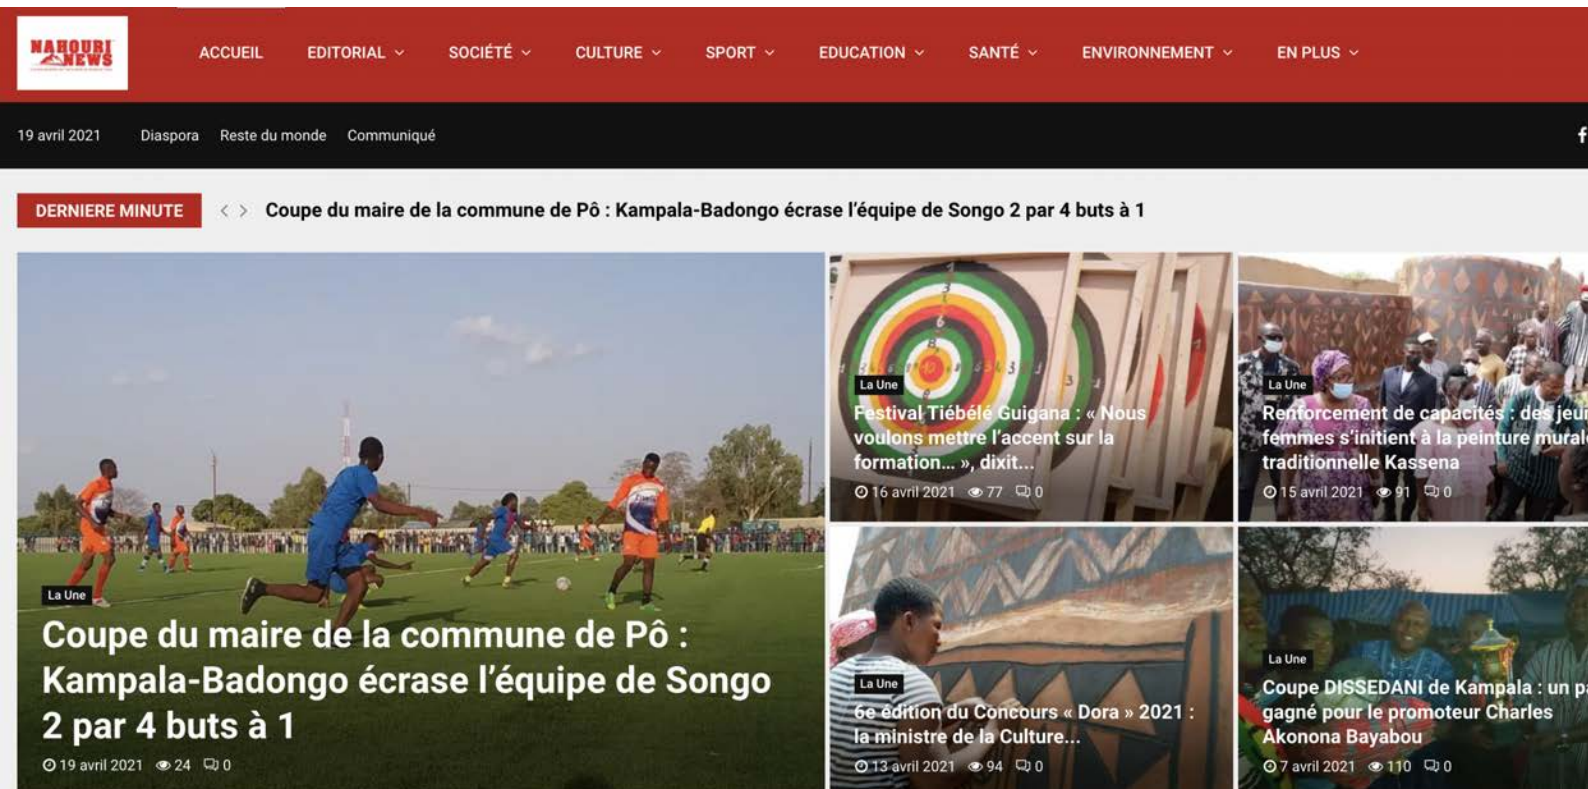 NAHOURI
NEWS
ACCUEIL
EDITORIAL
SOCIÉTÉ
CULTURE
SPORT
EDUCATION
SANTÉ
ENVIRONNEMENT
EN PLUS
19 avril 2021
Diaspora
Reste du monde
Communiqué
DERNIERE MINUTE
Coupe du maire de la commune de Pô : Kampala-Badongo écrase l’équipe de Songo 2 par 4 buts à 1
La Une
Coupe du maire de la commune de Pô :
Kampala-Badongo écrase l’équipe de Songo
2 par 4 buts à 1
19 avril 2021 24 0
La Une
Festival Tiébélé Guigana : « Nous
voulons mettre l’accent sur la
formation… », dixit...
16 avril 2021 77 0
La Une
Renforcement de capacités : des jeun
femmes s’initient à la peinture murale
traditionnelle Kassena
15 avril 2021 91 0
La Une
6e édition du Concours « Dora » 2021 :
la ministre de la Culture...
13 avril 2021 94 0
La Une
Coupe DISSEDANI de Kampala : un pa
gagné pour le promoteur Charles
Akonona Bayabou
7 avril 2021 110 0